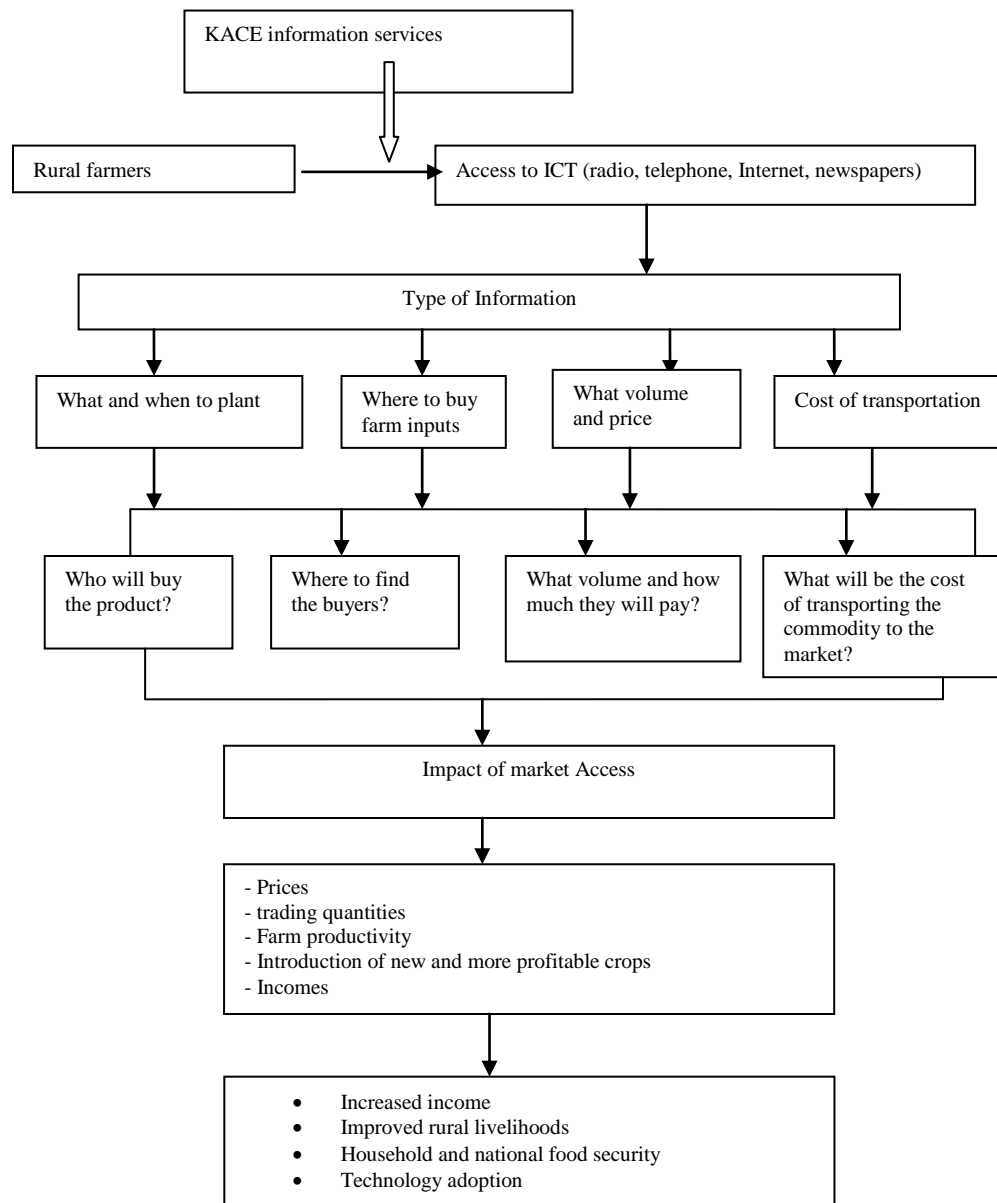 KACE information services
Rural farmers
Access to ICT (radio, telephone, Internet, newspapers)
Type of Information
What and when to plant
Where to buy
farm inputs
What volume
and price
Cost of transportation
Who will buy
the product?
Where to find
the buyers?
What volume and how
much they will pay?
What will be the cost
of transporting the
commodity to the
market?
Impact of market Access
- Prices
- trading quantities
- Farm productivity
- Introduction of new and more profitable crops
- Incomes
• Increased income
• Improved rural livelihoods
• Household and national food security
• Technology adoption